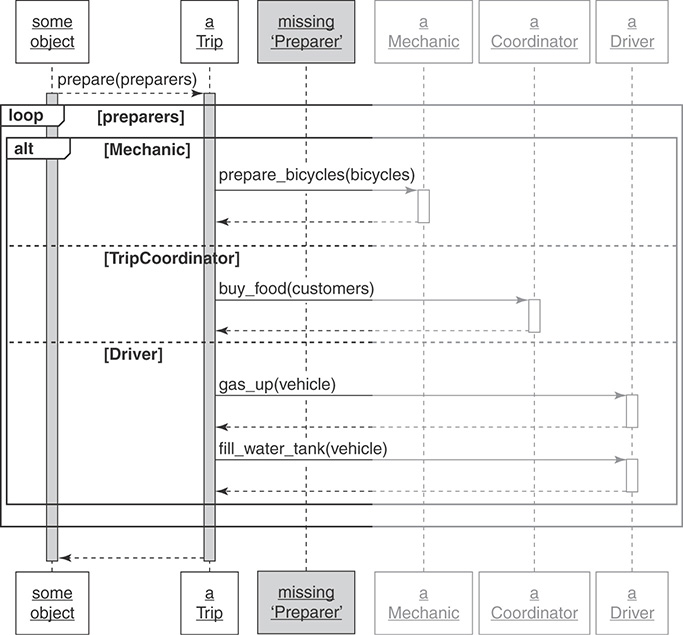 some
object
a
Trip
missing
‘Preparer’
a
Mechanic
a
Coordinator
a
Driver
prepare(preparers)
loop [preparers]
alt [Mechanic]
prepare_bicycles(bicycles)
[TripCoordinator]
buy_food(customers)
[Driver]
gas_up(vehicle)
fill_water_tank(vehicle)
some
object
a
Trip
missing
‘Preparer’
a
Mechanic
a
Coordinator
a
Driver